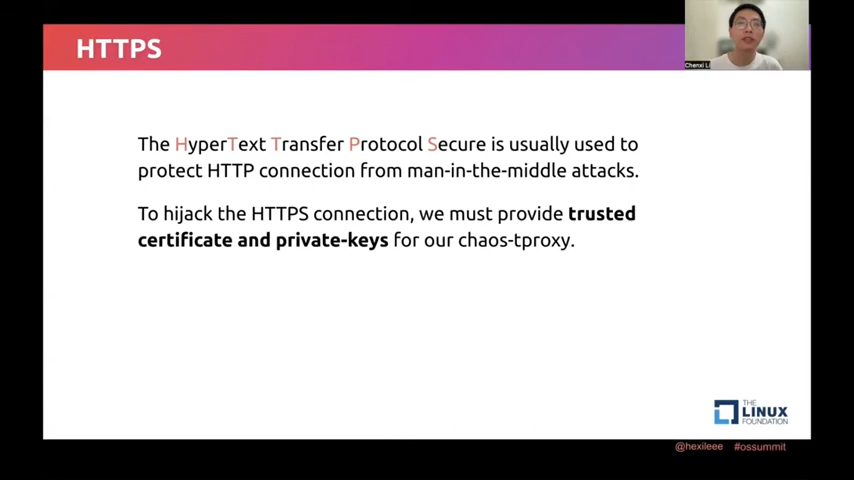 HTTPS
Chenxi Li
The HyperText Transfer Protocol Secure is usually used to
protect HTTP connection from man-in-the-middle attacks.
To hijack the HTTPS connection, we must provide trusted
certificate and private-keys for our chaos-tproxy.
THE
LINUX
FOUNDATION
@hexileee #ossummit